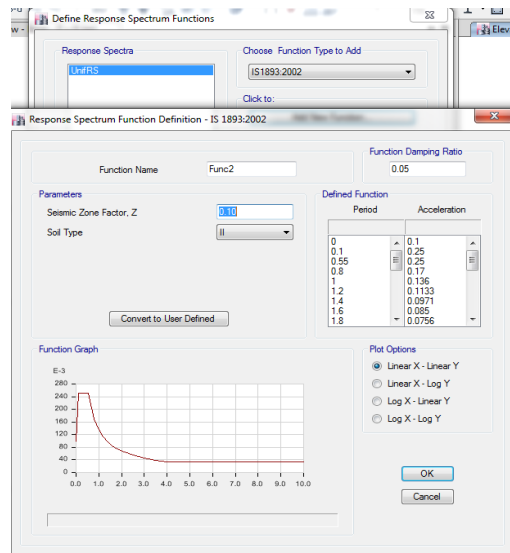 w -
Define Response Spectrum Functions
Elev
Response Spectra
Choose Function Type to Add
UnifRS
IS1893:2002
Click to:
Add New Function...
Response Spectrum Function Definition - IS 1893:2002
Function Damping Ratio
Function Name
Func2
0.05
Parameters
Defined Function
Seismic Zone Factor, Z
0.10
Period
Acceleration
Soil Type
II
0
0.1
0.1
0.25
0.55
0.25
0.8
0.17
1
0.136
1.2
0.1133
1.4
0.0971
1.6
0.085
1.8
0.0756
Convert to User Defined
Function Graph
Plot Options
E-3
Linear X - Linear Y
Linear X - Log Y
Log X - Linear Y
Log X - Log Y
280
240
200
160
120
80
40
0
0.0 1.0 2.0 3.0 4.0 5.0 6.0 7.0 8.0 9.0 10.0
OK
Cancel